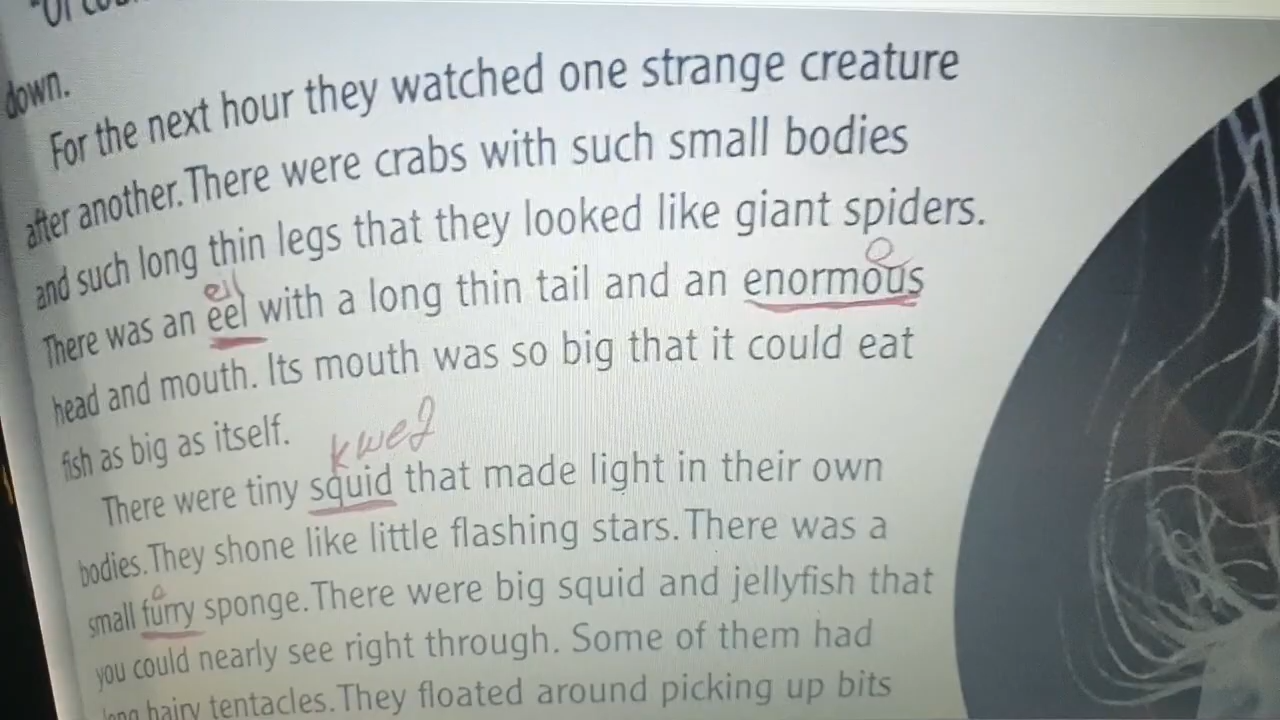 down.
For the next hour they watched one strange creature
after another. There were crabs with such small bodies
and such long thin legs that they looked like giant spiders.
There was an eel with a long thin tail and an enormous
head and mouth. Its mouth was so big that it could eat
fish as big as itself.
There were tiny squid that made light in their own
bodies. They shone like little flashing stars. There was a
small furry sponge. There were big squid and jellyfish that
you could nearly see right through. Some of them had
long hairy tentacles. They floated around picking up bits